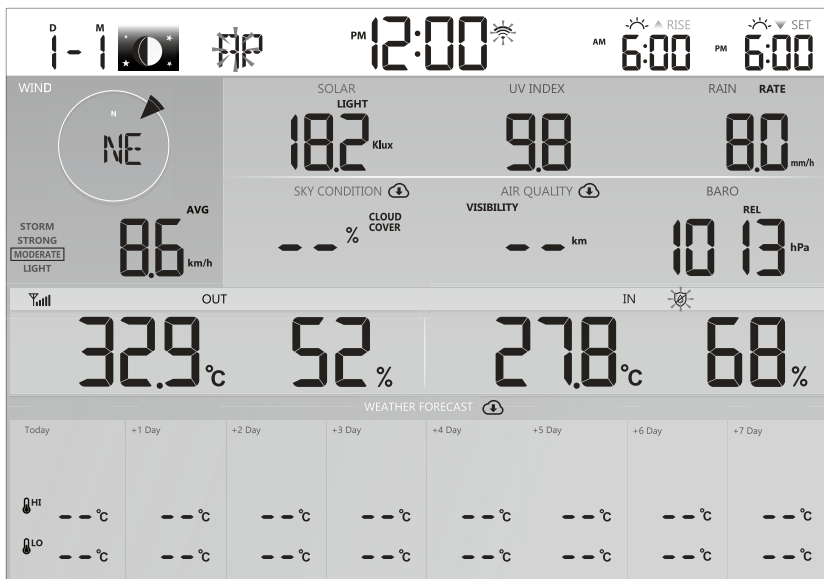 D M
1-1 AP PM 12:00 AM 6:00 RISE PM 6:00 SET
WIND
N
NE
STORM
STRONG
MODERATE
LIGHT
AVG
8.6 km/h
SOLAR
LIGHT
18.2 Klux
UV INDEX
9.8
RAIN RATE
8.0 mm/h
SKY CONDITION
-- % CLOUD
COVER
AIR QUALITY
VISIBILITY
-- km
BARO
REL
1013 hPa
OUT
32.9 °C 52 %
IN
27.8 °C 68 %
WEATHER FORECAST
Today +1 Day +2 Day +3 Day +4 Day +5 Day +6 Day +7 Day
HI -- °C -- °C -- °C -- °C -- °C -- °C -- °C -- °C
LO -- °C -- °C -- °C -- °C -- °C -- °C -- °C -- °C